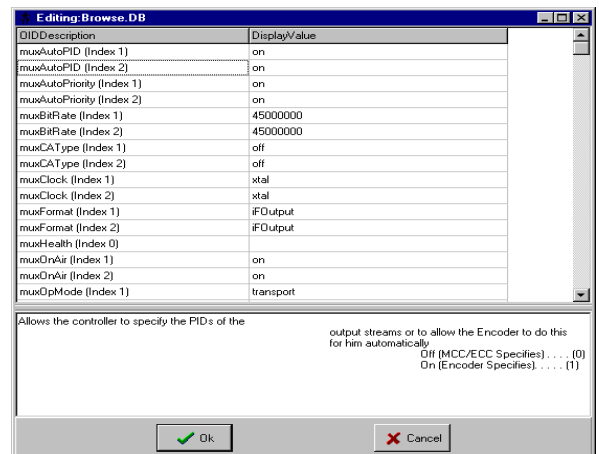 Editing:Browse.DB
OIDDescription DisplayValue
muxAutoPID (Index 1) on
muxAutoPID (Index 2) on
muxAutoPriority (Index 1) on
muxAutoPriority (Index 2) on
muxBitRate (Index 1) 45000000
muxBitRate (Index 2) 45000000
muxCAType (Index 1) off
muxCAType (Index 2) off
muxClock (Index 1) xtal
muxClock (Index 2) xtal
muxFormat (Index 1) iFOutput
muxFormat (Index 2) iFOutput
muxHealth (Index 0)
muxOnAir (Index 1) on
muxOnAir (Index 2) on
muxOpMode (Index 1) transport
Allows the controller to specify the PIDs of the
output streams or to allow the Encoder to do this
for him automatically
Off (MCC/ECC Specifies) . . . . (0)
On (Encoder Specifies). . . . . (1)
Ok Cancel